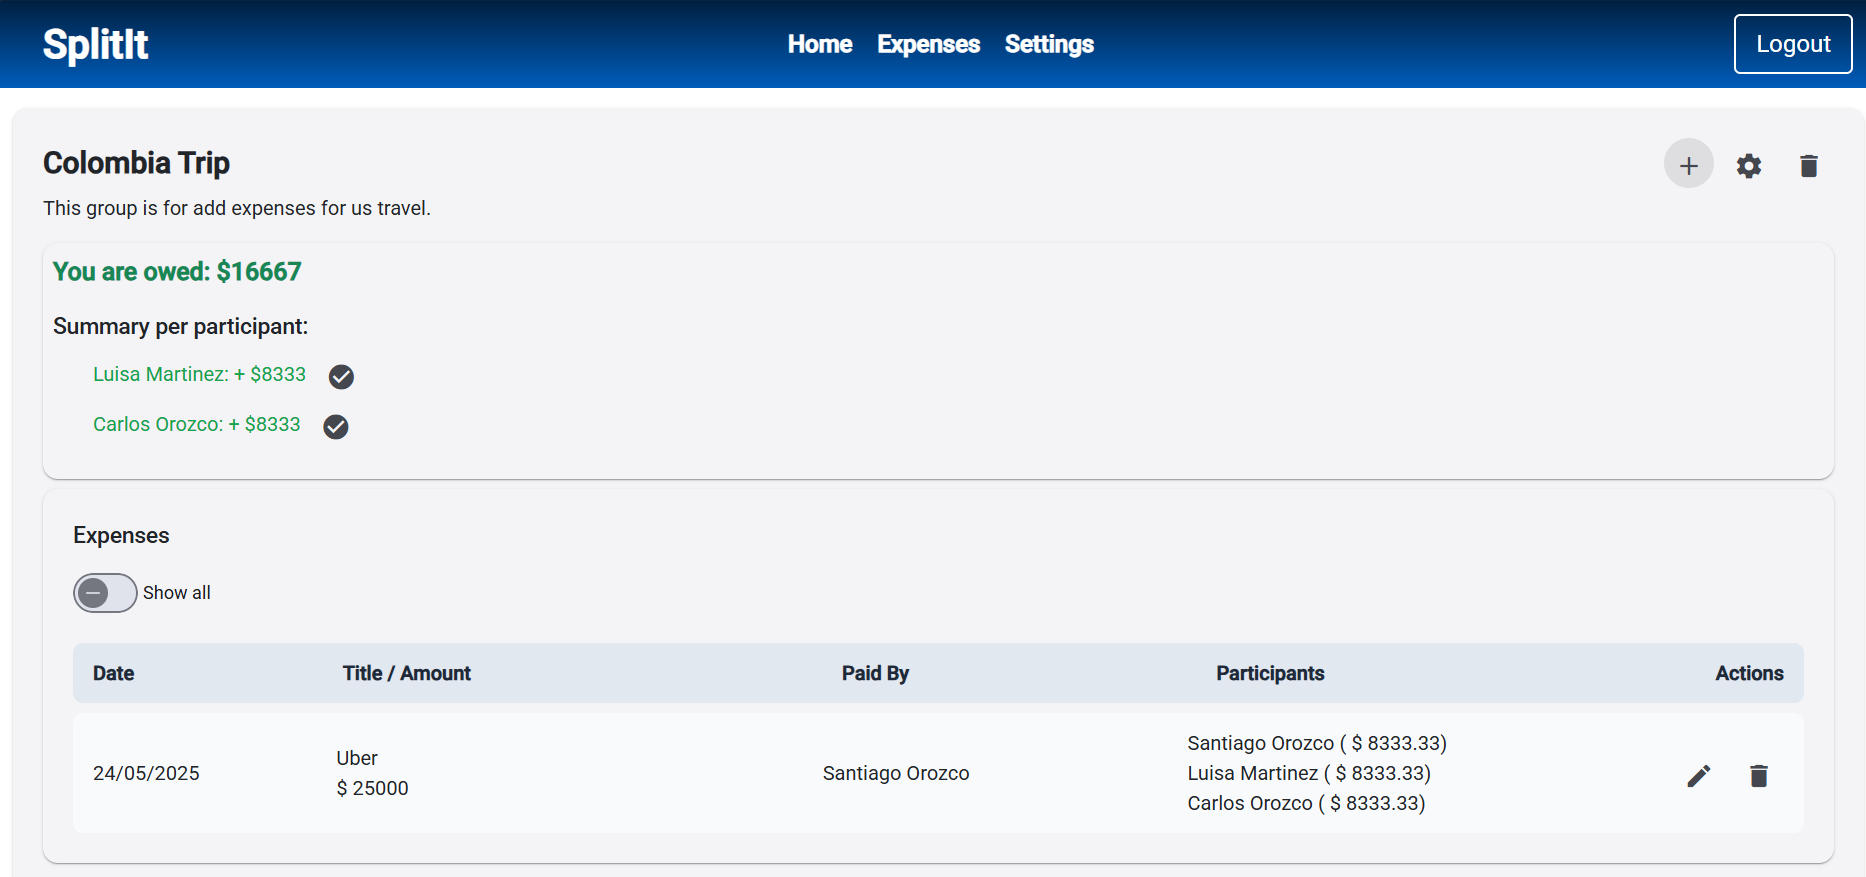 SplitIt
Home Expenses Settings
Logout
Colombia Trip
This group is for add expenses for us travel.
You are owed: $16667
Summary per participant:
Luisa Martinez: + $8333
Carlos Orozco: + $8333
Expenses
Show all
Date Title / Amount Paid By Participants Actions
24/05/2025
Uber
$ 25000
Santiago Orozco
Santiago Orozco ( $ 8333.33)
Luisa Martinez ( $ 8333.33)
Carlos Orozco ( $ 8333.33)